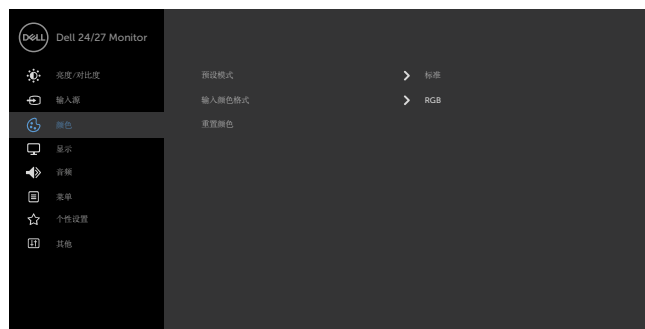 DELL Dell 24/27 Monitor
亮度/对比度
预设模式 标准
输入源
输入颜色格式 RGB
颜色
重置颜色
显示
音频
菜单
个性设置
其他